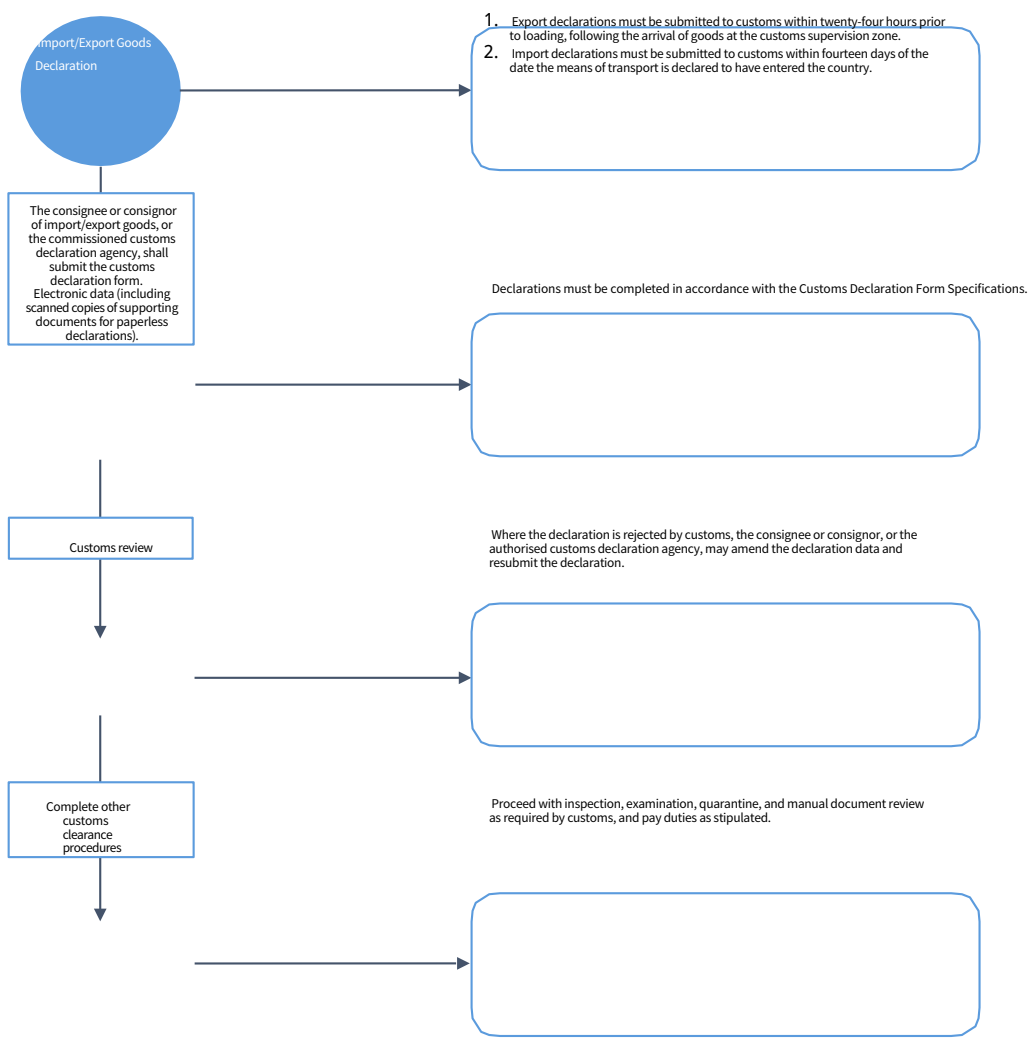 Import/Export Goods
Declaration
1. Export declarations must be submitted to customs within twenty-four hours prior
to loading, following the arrival of goods at the customs supervision zone.
2. Import declarations must be submitted to customs within fourteen days of the
date the means of transport is declared to have entered the country.
The consignee or consignor
of import/export goods, or
the commissioned customs
declaration agency, shall
submit the customs
declaration form.
Electronic data (including
scanned copies of supporting
documents for paperless
declarations).
Declarations must be completed in accordance with the Customs Declaration Form Specifications.
Customs review
Where the declaration is rejected by customs, the consignee or consignor, or the
authorised customs declaration agency, may amend the declaration data and
resubmit the declaration.
Complete other
customs
clearance
procedures
Proceed with inspection, examination, quarantine, and manual document review
as required by customs, and pay duties as stipulated.